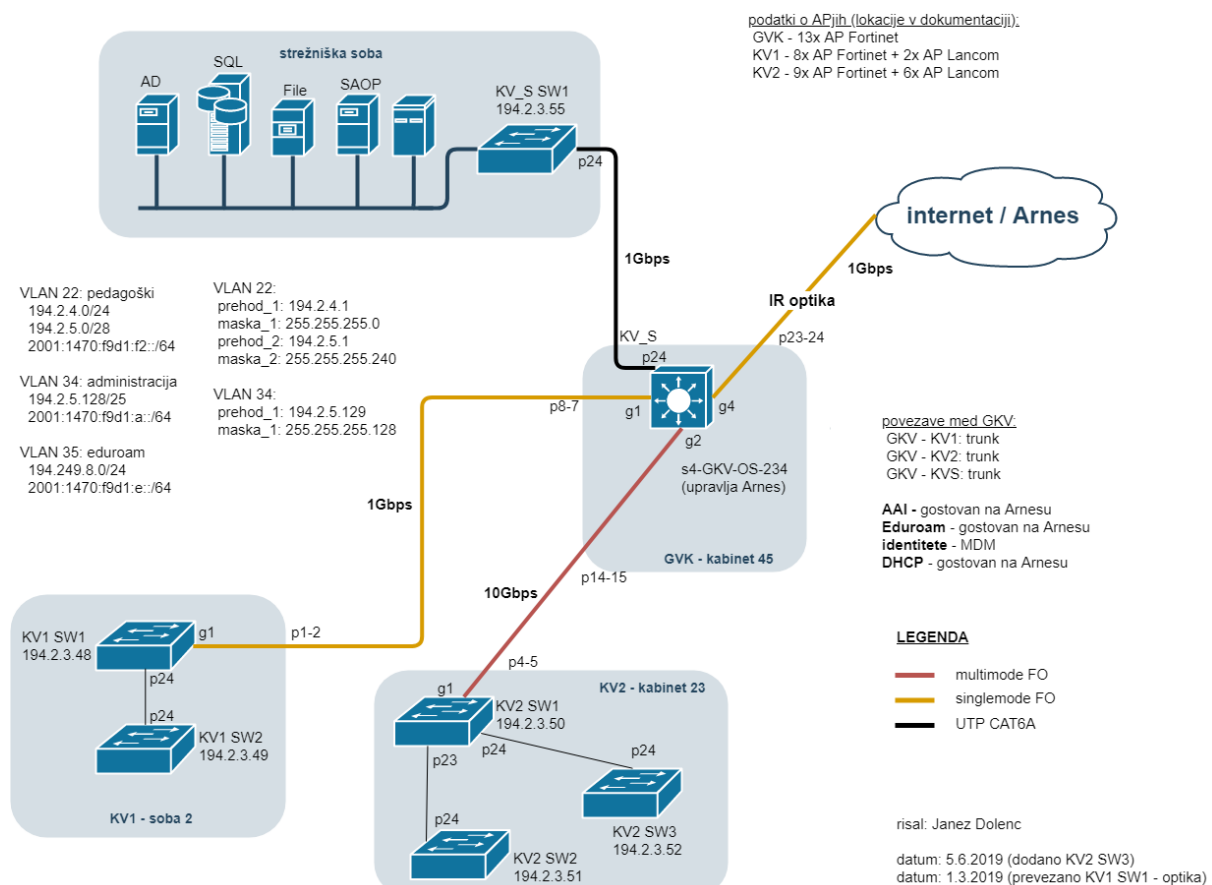 podatki o APjih (lokacije v dokumentaciji):
GVK - 13x AP Fortinet
KV1 - 8x AP Fortinet + 2x AP Lancom
KV2 - 9x AP Fortinet + 6x AP Lancom
strežniška soba
AD
SQL
File
SAOP
KV_S SW1
194.2.3.55
p24
internet / Arnes
1Gbps
1Gbps
IR optika
p23-24
VLAN 22: pedagoški
194.2.4.0/24
194.2.5.0/28
2001:1470:f9d1:f2::/64
VLAN 34: administracija
194.2.5.128/25
2001:1470:f9d1:a::/64
VLAN 35: eduroam
194.249.8.0/24
2001:1470:f9d1:e::/64
VLAN 22:
prehod_1: 194.2.4.1
maska_1: 255.255.255.0
prehod_2: 194.2.5.1
maska_2: 255.255.255.240
VLAN 34:
prehod_1: 194.2.5.129
maska_1: 255.255.255.128
KV_S
p24
p8-7
g1
g4
g2
s4-GKV-OS-234
(upravlja Arnes)
GVK - kabinet 45
povezave med GKV:
GKV - KV1: trunk
GKV - KV2: trunk
GKV - KVS: trunk
AAI - gostovan na Arnesu
Eduroam - gostovan na Arnesu
identitete - MDM
DHCP - gostovan na Arnesu
1Gbps
p14-15
10Gbps
KV1 SW1
194.2.3.48
g1
p1-2
p24
p24
KV1 SW2
194.2.3.49
KV1 - soba 2
p4-5
g1
KV2 - kabinet 23
KV2 SW1
194.2.3.50
p24
p23
p24
p24
KV2 SW3
194.2.3.52
KV2 SW2
194.2.3.51
LEGENDA
multimode FO
singlemode FO
UTP CAT6A
risal: Janez Dolenc
datum: 5.6.2019 (dodano KV2 SW3)
datum: 1.3.2019 (prevezano KV1 SW1 - optika)